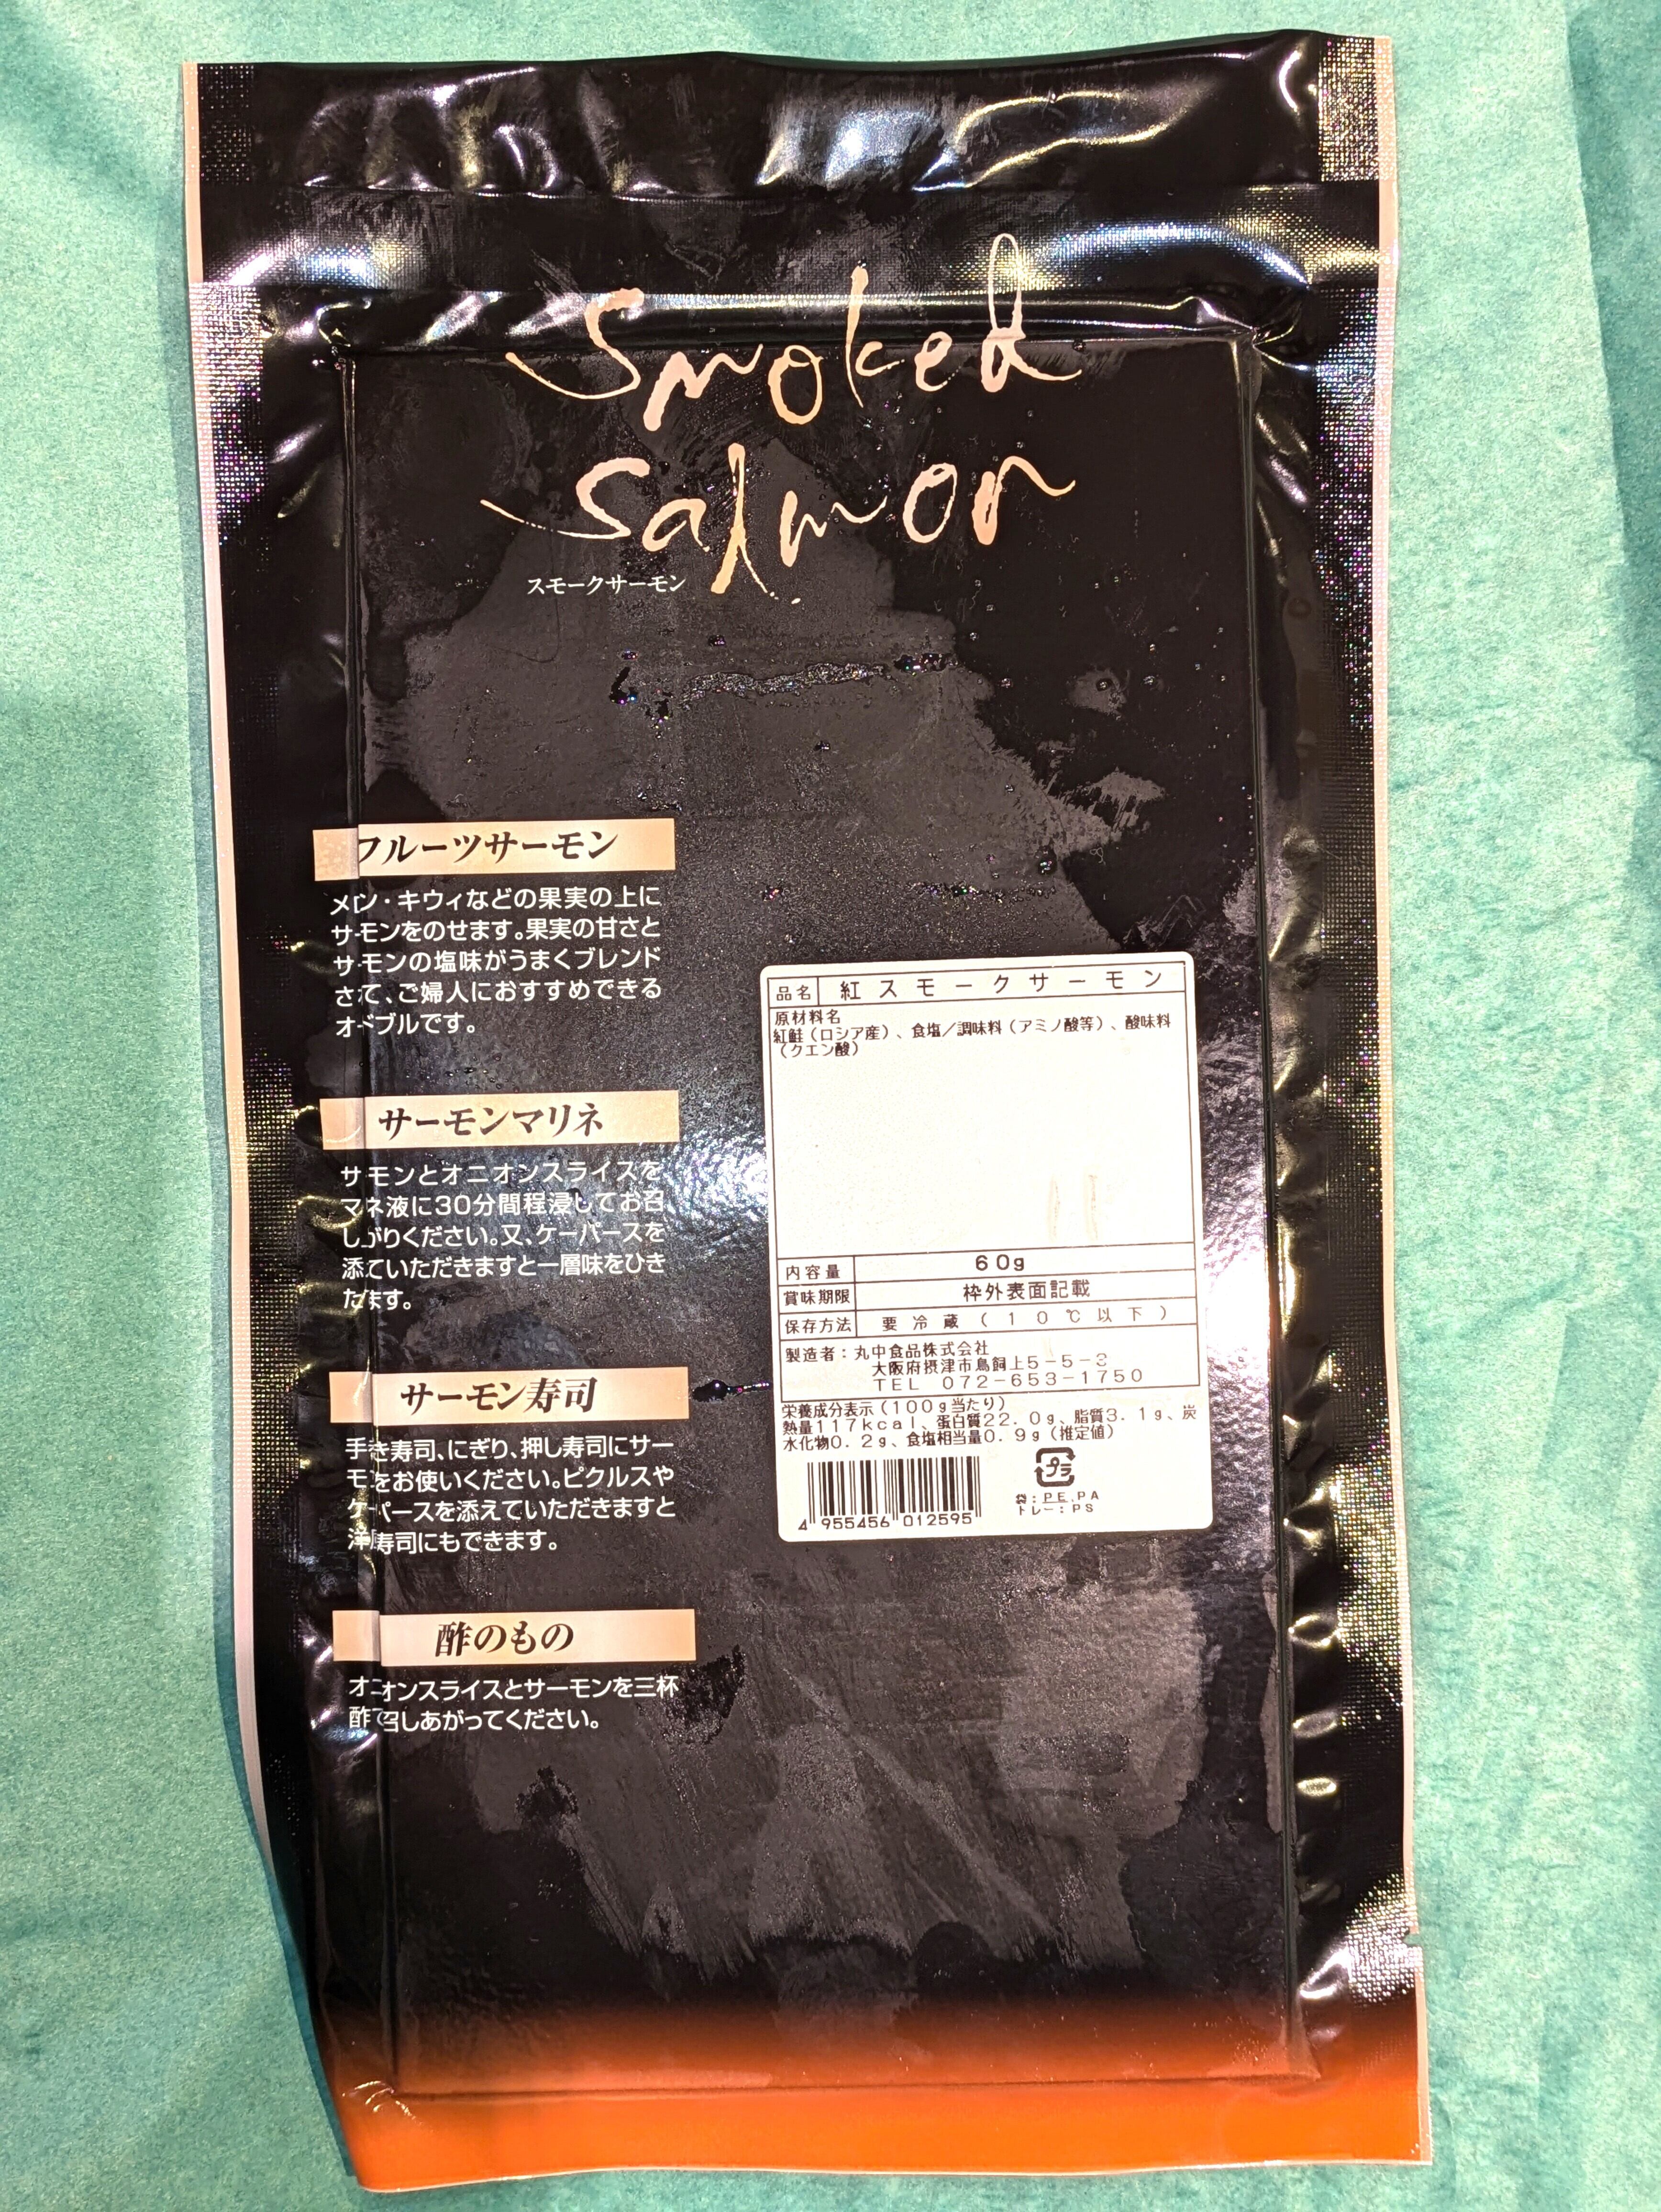 Smoked
Salmon
スモークサーモン
フルーツサーモン
メロン・キウィなどの果実の上に
サーモンをのせます。果実の甘さと
サーモンの塩味がうまくブレンド
さて、ご婦人におすすめできる
オードブルです。
サーモンマリネ
サーモンとオニオンスライスを
マネ液に30分間程浸してお召
しがりください。又、ケーパースを
添ていただきますと一層味をひき
だます。
サーモン寿司
手き寿司、にぎり、押し寿司にサー
モをお使いください。ピクルスや
ケーパースを添えていただきますと
洋寿司にもできます。
酢のもの
オニオンスライスとサーモンを三杯
酢で召しあがってください。
品名 紅スモークサーモン
原材料名
紅鮭(ロシア産)、食塩/調味料(アミノ酸等)、酸味料
(クエン酸)
内容量 60g
賞味期限 枠外表面記載
保存方法 要冷蔵(10℃以下)
製造者:丸中食品株式会社
大阪府摂津市鳥飼上5-5-3
TEL 072-653-1750
栄養成分表示(100g当たり)
熱量117kcal、蛋白質22.0g、脂質3.1g、炭
水化物0.2g、食塩相当量0.9g(推定値)
プラ
袋:PE,PA
トレー:PS
4 955456 012595